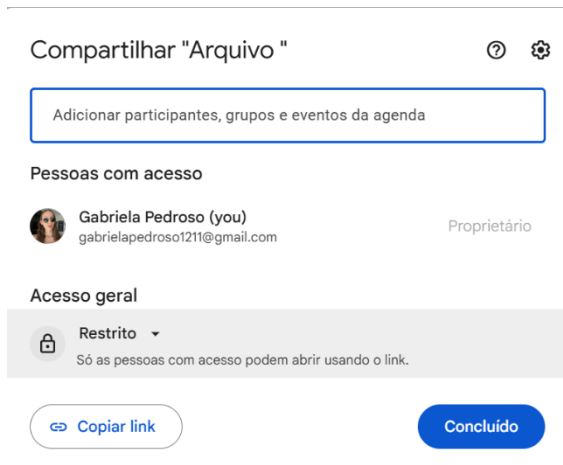 Compartilhar "Arquivo "
Adicionar participantes, grupos e eventos da agenda
Pessoas com acesso
Gabriela Pedroso (you)
gabrielapedroso1211@gmail.com
Proprietário
Acesso geral
Restrito
Só as pessoas com acesso podem abrir usando o link.
Copiar link
Concluído